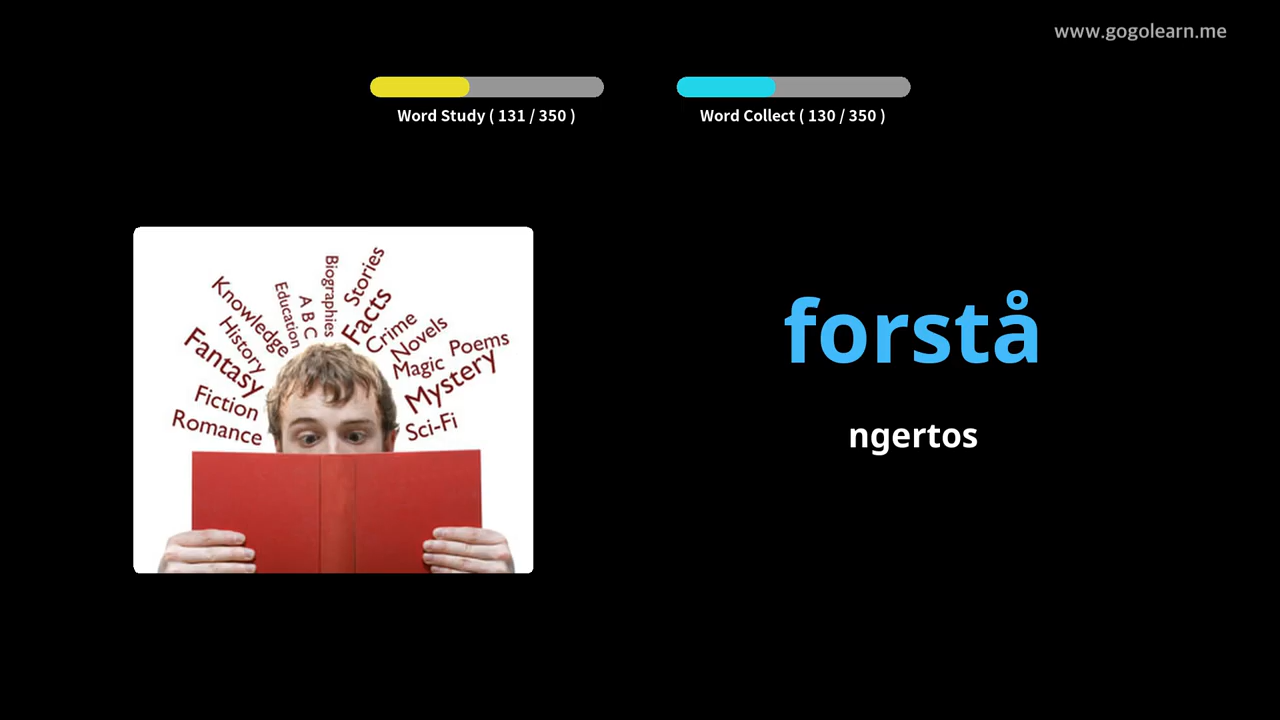 www.gogolearn.me
Word Study ( 131 / 350 )
Word Collect ( 130 / 350 )
Knowledge
History
Fantasy
Fiction
Romance
Education
A B C
Biographies
Stories
Facts
Crime
Novels
Magic
Poems
Mystery
Sci-Fi
forstå
ngertos